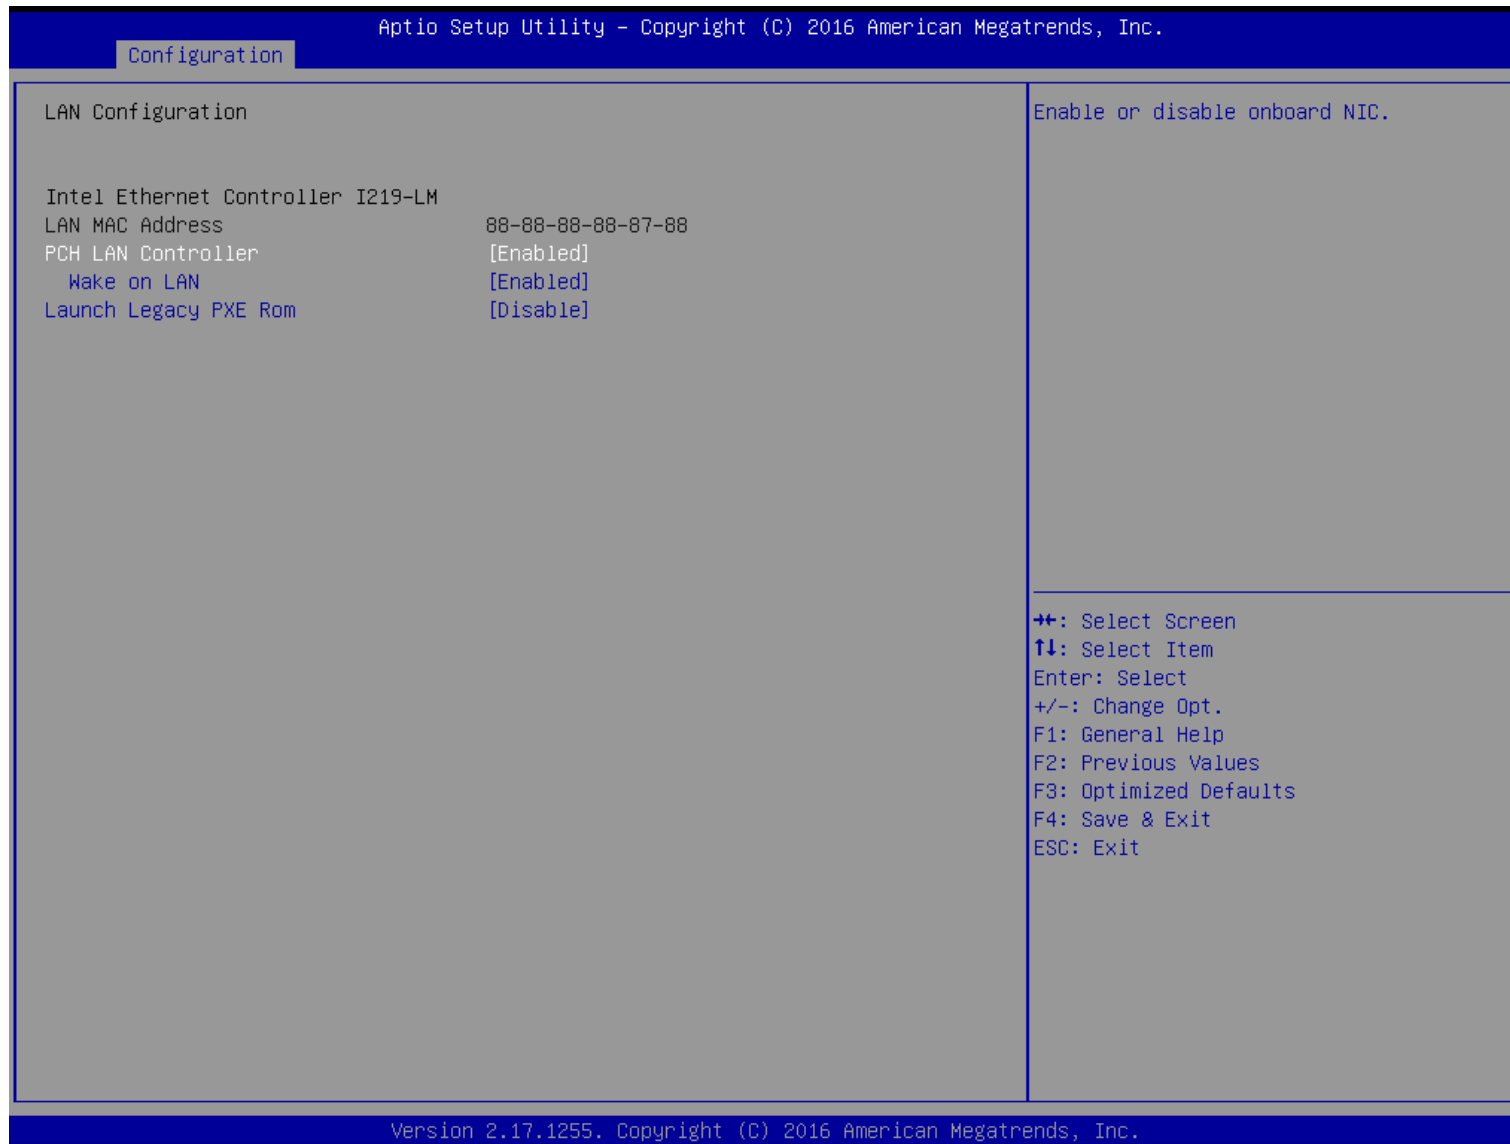 Aptio Setup Utility – Copyright (C) 2016 American Megatrends, Inc.
Configuration
LAN Configuration
Intel Ethernet Controller I219-LM
LAN MAC Address 88-88-88-88-87-88
PCH LAN Controller [Enabled]
Wake on LAN [Enabled]
Launch Legacy PXE Rom [Disable]
Enable or disable onboard NIC.
→←: Select Screen
↑↓: Select Item
Enter: Select
+/-: Change Opt.
F1: General Help
F2: Previous Values
F3: Optimized Defaults
F4: Save & Exit
ESC: Exit
Version 2.17.1255. Copyright (C) 2016 American Megatrends, Inc.